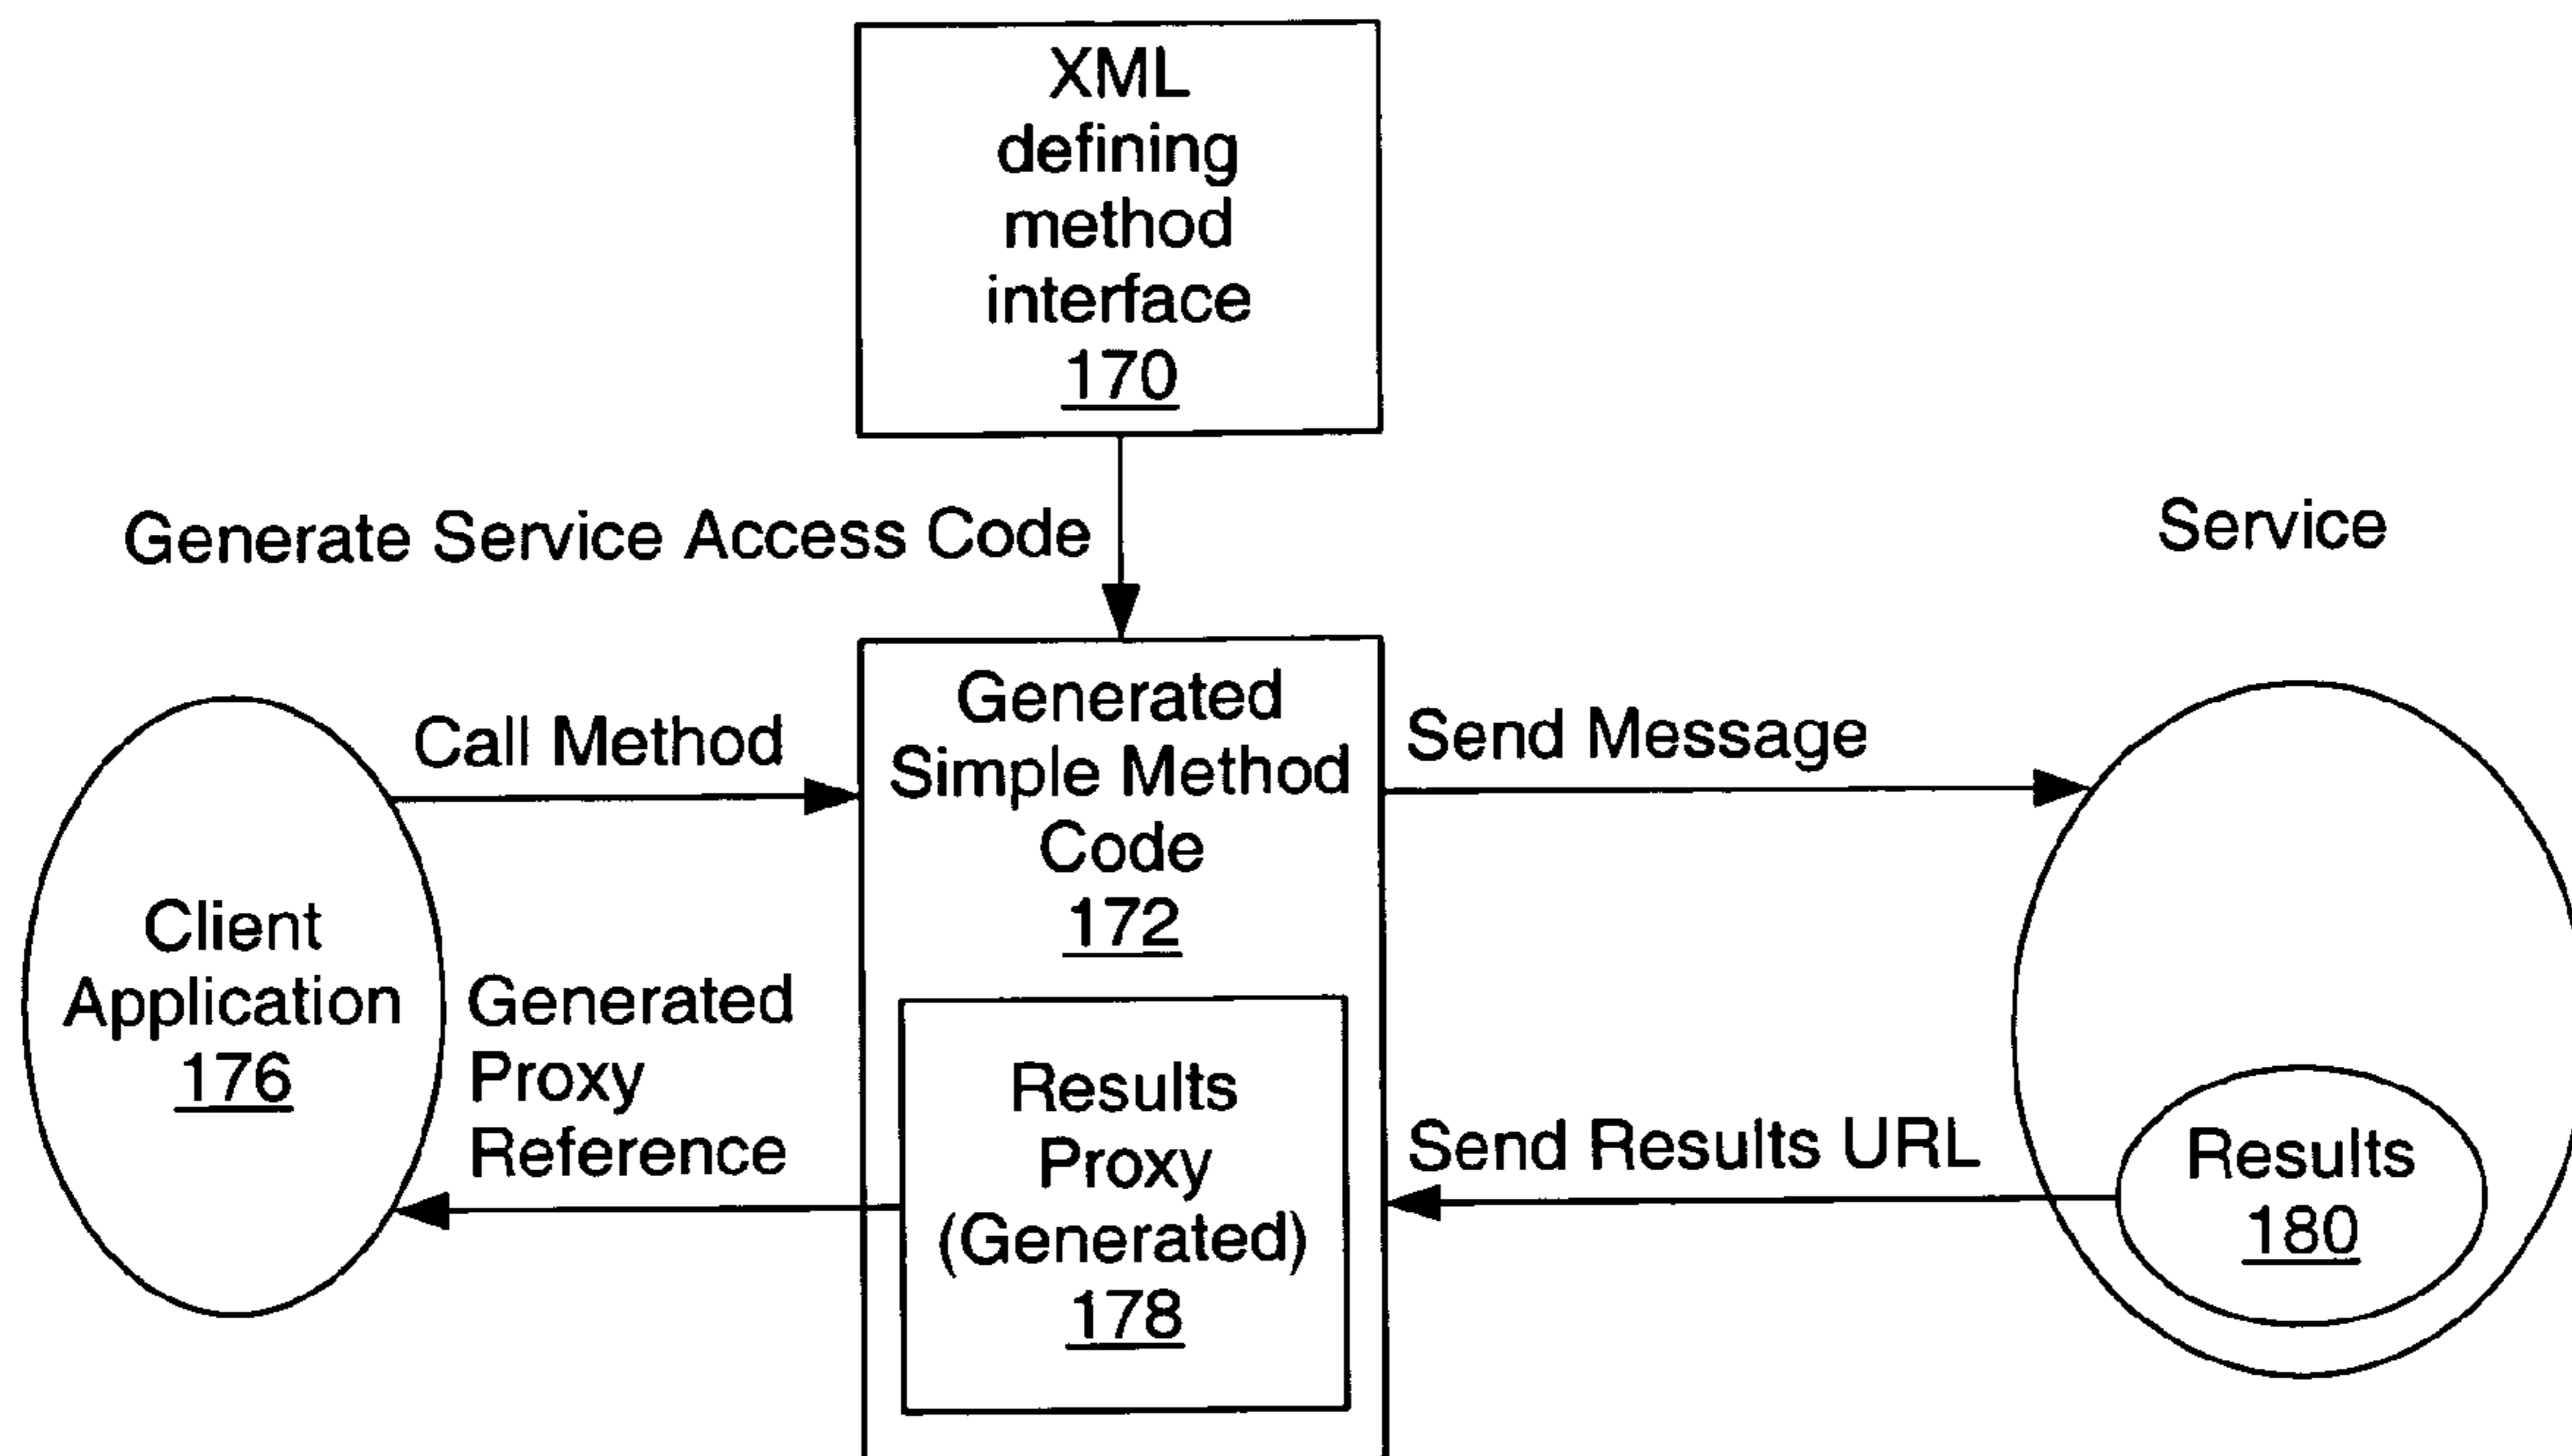 XML
defining
method
interface
170
Generate Service Access Code
Service
Generated
Simple Method
Code
172
Call Method
Send Message
Client
Application
176
Generated
Proxy
Reference
Results
Proxy
(Generated)
178
Send Results URL
Results
180